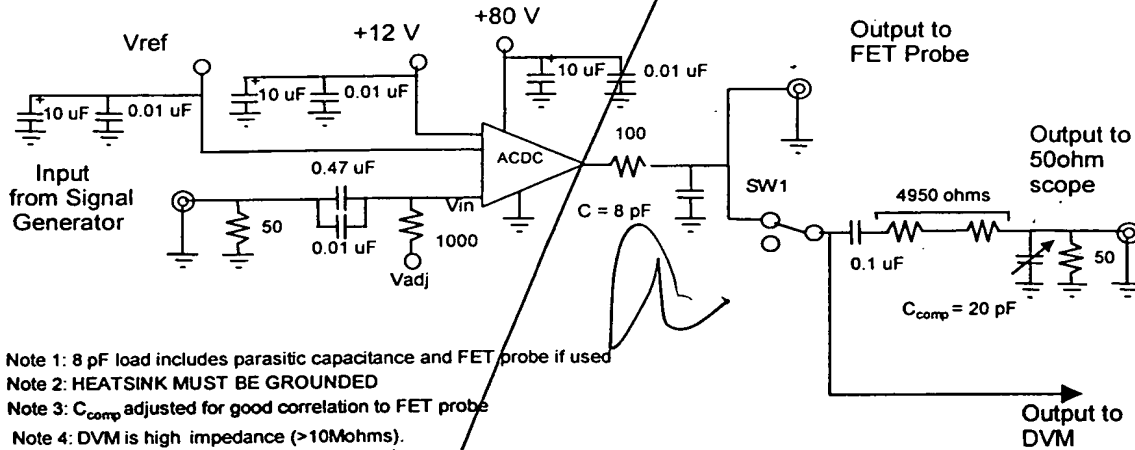 +80 V
Vref
+12 V
Output to
FET Probe
10 uF
0.01 uF
10 uF
0.01 uF
10 uF
0.01 uF
100
ACDC
Output to
50ohm
scope
Input
from Signal
Generator
0.47 uF
Vin
SW1
4950 ohms
50
0.01 uF
1000
C = 8 pF
0.1 uF
50
Vadj
Ccomp = 20 pF
Note 1: 8 pF load includes parasitic capacitance and FET probe if used
Note 2: HEATSINK MUST BE GROUNDED
Note 3: Ccomp adjusted for good correlation to FET probe
Note 4: DVM is high impedance (>10Mohms).
Output to
DVM